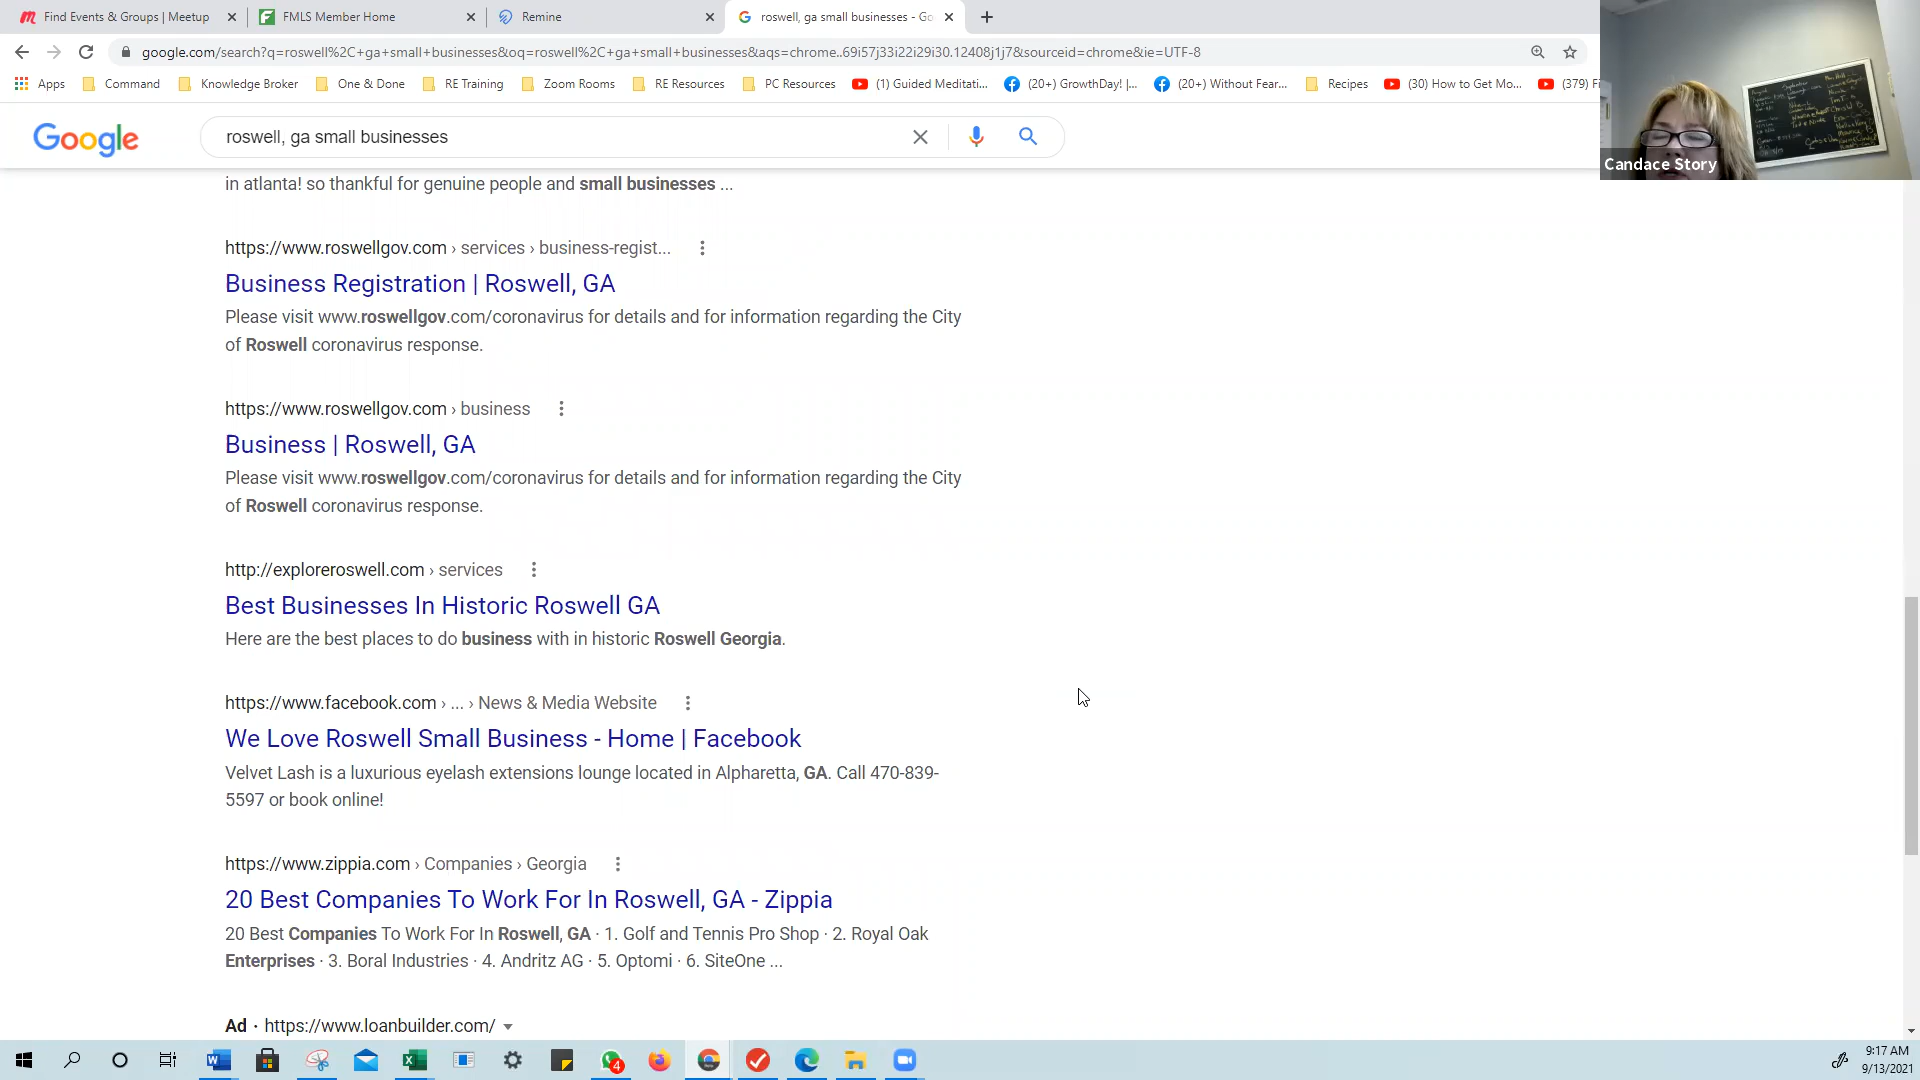 Find Events & Groups | Meetup
FMLS Member Home
Remine
roswell, ga small businesses - Go
google.com/search?q=roswell%2C+ga+small+businesses&oq=roswell%2C+ga+small+businesses&aqs=chrome..69i57j33i22i29i30.12408j1j7&sourceid=chrome&ie=UTF-8
Apps
Command
Knowledge Broker
One & Done
RE Training
Zoom Rooms
RE Resources
PC Resources
(1) Guided Meditati...
(20+) GrowthDay! |...
(20+) Without Fear...
Recipes
(30) How to Get Mo...
(379) Fi
Google
roswell, ga small businesses
Candace Story
in atlanta! so thankful for genuine people and small businesses ...
https://www.roswellgov.com › services › business-regist...
Business Registration | Roswell, GA
Please visit www.roswellgov.com/coronavirus for details and for information regarding the City
of Roswell coronavirus response.
https://www.roswellgov.com › business
Business | Roswell, GA
Please visit www.roswellgov.com/coronavirus for details and for information regarding the City
of Roswell coronavirus response.
http://exploreroswell.com › services
Best Businesses In Historic Roswell GA
Here are the best places to do business with in historic Roswell Georgia.
https://www.facebook.com › ... › News & Media Website
We Love Roswell Small Business - Home | Facebook
Velvet Lash is a luxurious eyelash extensions lounge located in Alpharetta, GA. Call 470-839-
5597 or book online!
https://www.zippia.com › Companies › Georgia
20 Best Companies To Work For In Roswell, GA - Zippia
20 Best Companies To Work For In Roswell, GA · 1. Golf and Tennis Pro Shop · 2. Royal Oak
Enterprises · 3. Boral Industries · 4. Andritz AG · 5. Optomi · 6. SiteOne ...
Ad · https://www.loanbuilder.com/
4
9:17 AM
9/13/2021